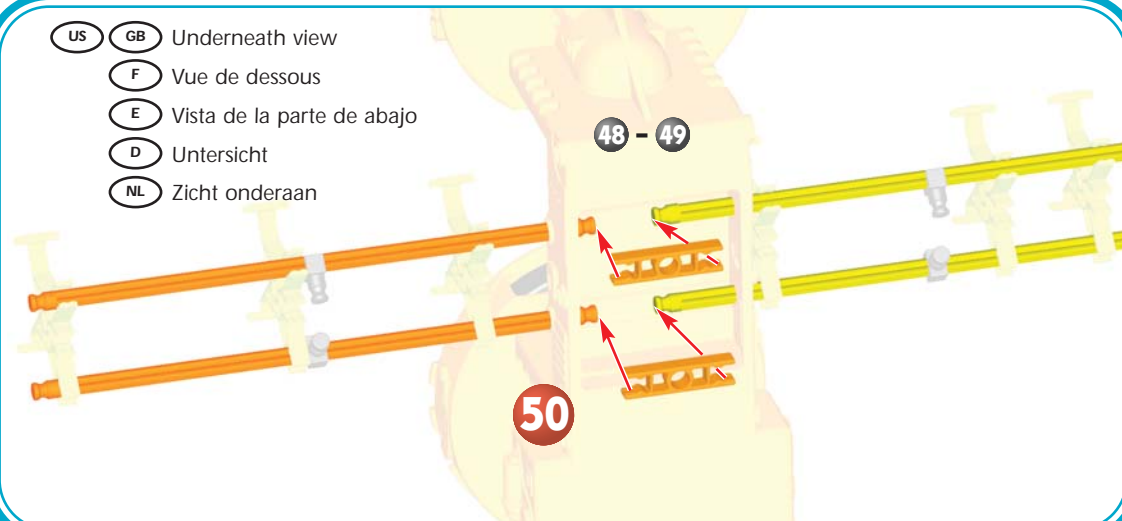 US GB Underneath view
F Vue de dessous
E Vista de la parte de abajo
D Untersicht
NL Zicht onderaan
48 - 49
50